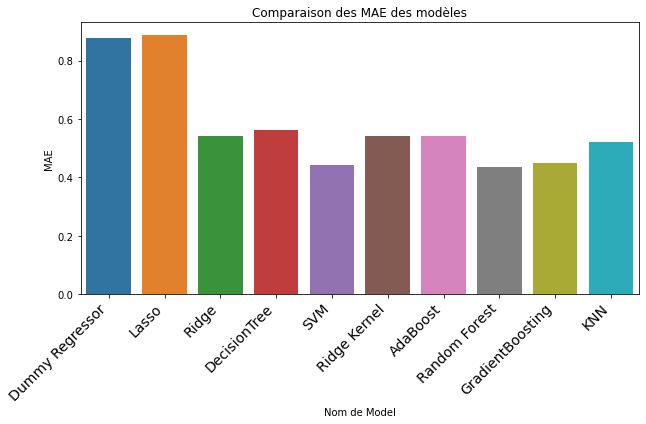 Comparaison des MAE des modèles
MAE
0.8
0.6
0.4
0.2
0.0
Dummy Regressor
Lasso
Ridge
DecisionTree
SVM
Ridge Kernel
AdaBoost
Random Forest
GradientBoosting
KNN
Nom de Model